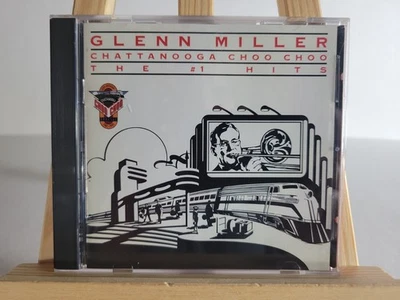 GLENN MILLER
CHATTANOOGA CHOO CHOO
THE #1 HITS